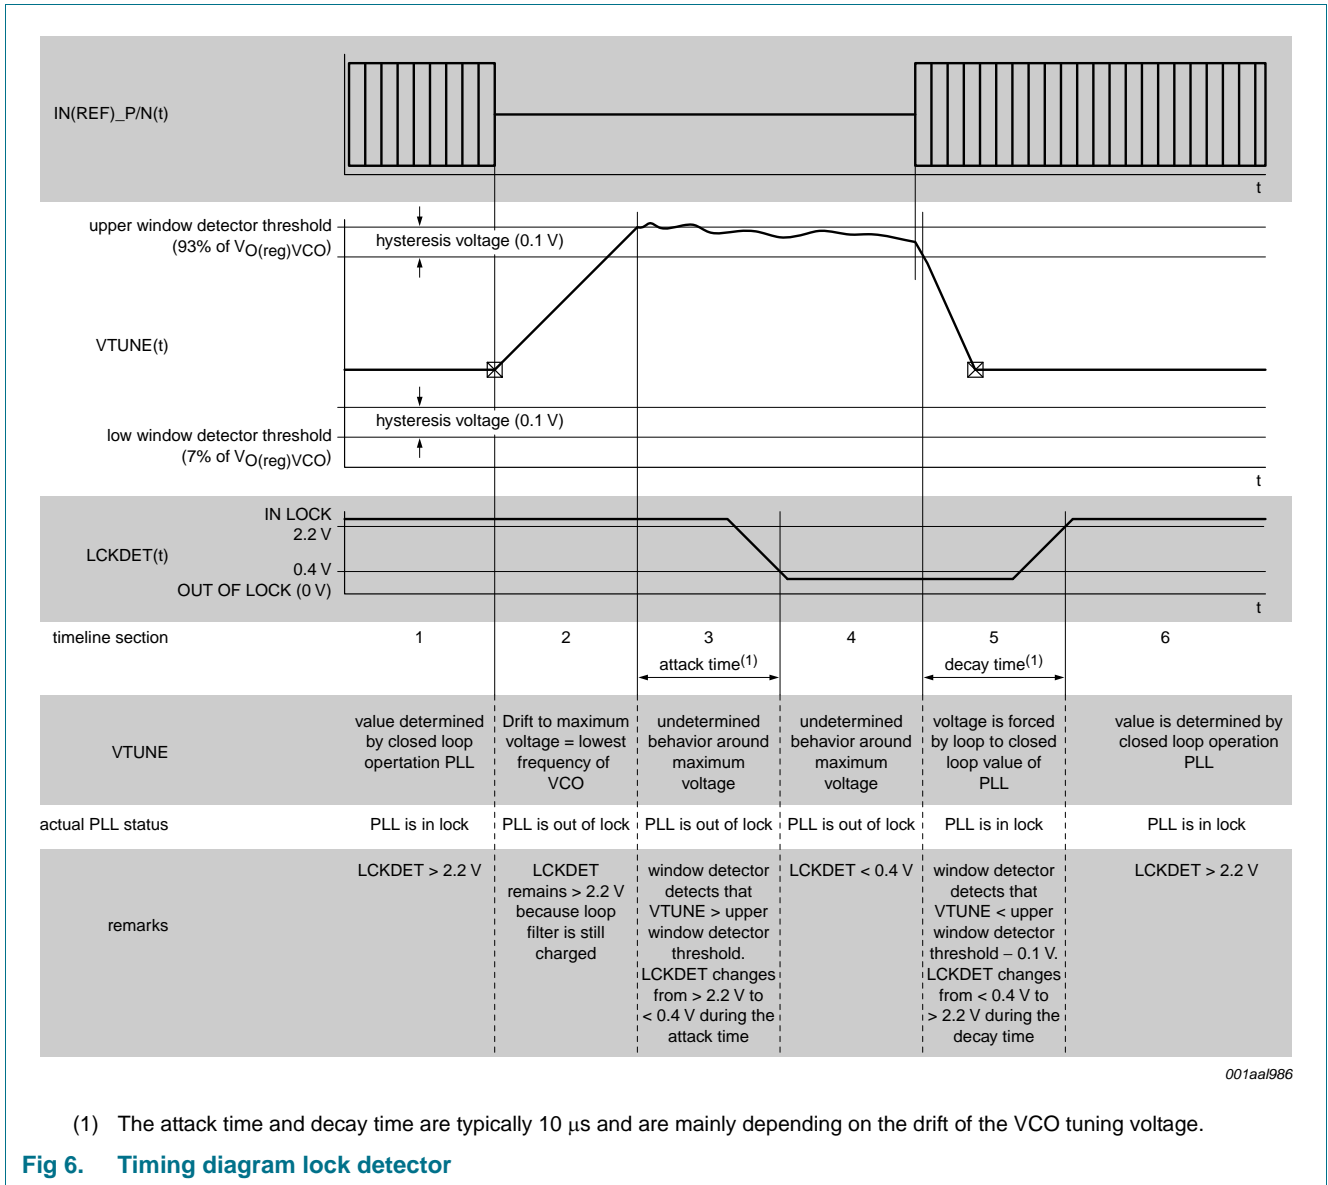 IN(REF)_P/N(t)
t
upper window detector threshold
(93% of VO(reg)VCO)
hysteresis voltage (0.1 V)
VTUNE(t)
hysteresis voltage (0.1 V)
low window detector threshold
(7% of VO(reg)VCO)
t
IN LOCK
2.2 V
LCKDET(t)
0.4 V
OUT OF LOCK (0 V)
t
timeline section 1 2 3 4 5 6
attack time(1) decay time(1)
VTUNE
value determined
by closed loop
opertation PLL
Drift to maximum
voltage = lowest
frequency of
VCO
undetermined
behavior around
maximum
voltage
undetermined
behavior around
maximum
voltage
voltage is forced
by loop to closed
loop value of
PLL
value is determined by
closed loop operation
PLL
actual PLL status PLL is in lock PLL is out of lock PLL is out of lock PLL is out of lock PLL is in lock PLL is in lock
remarks
LCKDET > 2.2 V
LCKDET
remains > 2.2 V
because loop
filter is still
charged
window detector
detects that
VTUNE > upper
window detector
threshold.
LCKDET changes
from > 2.2 V to
< 0.4 V during the
attack time
LCKDET < 0.4 V
window detector
detects that
VTUNE < upper
window detector
threshold − 0.1 V.
LCKDET changes
from < 0.4 V to
> 2.2 V during the
decay time
LCKDET > 2.2 V
001aal986
(1) The attack time and decay time are typically 10 μs and are mainly depending on the drift of the VCO tuning voltage.
Fig 6. Timing diagram lock detector